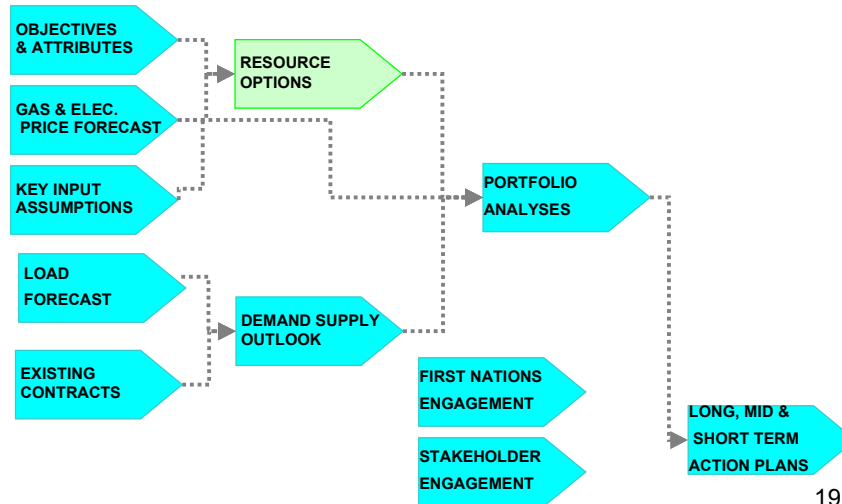 OBJECTIVES
& ATTRIBUTES
RESOURCE
OPTIONS
GAS & ELEC.
PRICE FORECAST
KEY INPUT
ASSUMPTIONS
PORTFOLIO
ANALYSES
LOAD
FORECAST
DEMAND SUPPLY
OUTLOOK
EXISTING
CONTRACTS
FIRST NATIONS
ENGAGEMENT
STAKEHOLDER
ENGAGEMENT
LONG, MID &
SHORT TERM
ACTION PLANS
19